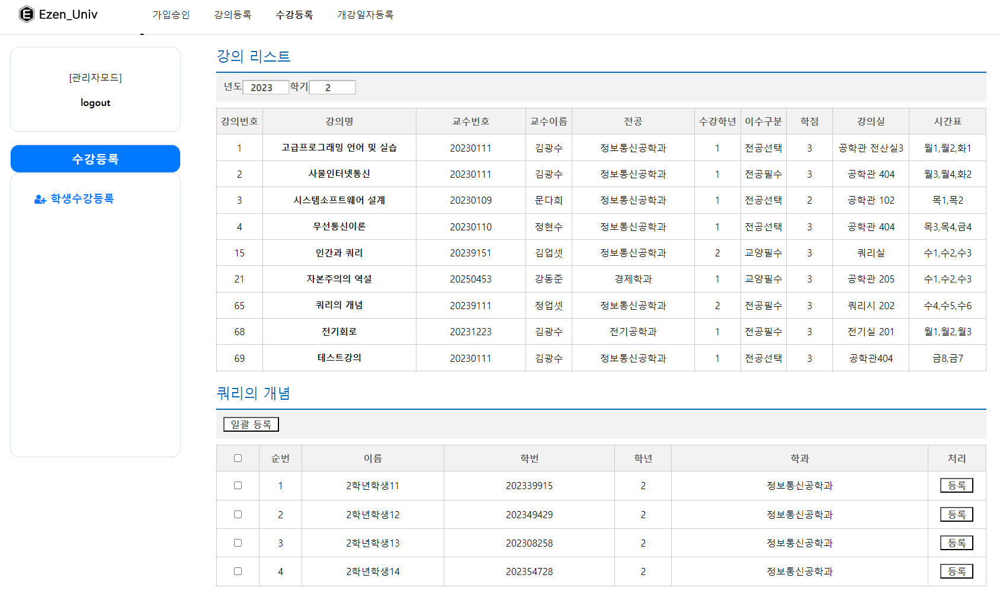 Ezen_Univ 가입승인 강의등록 수강등록 개강일자등록
[관리자모드]
logout
수강등록
학생수강등록
강의 리스트
년도 2023 학기 2
강의번호 강의명 교수번호 교수이름 전공 수강학년 이수구분 학점 강의실 시간표
1 고급프로그래밍 언어 및 실습 20230111 김광수 정보통신공학과 1 전공선택 3 공학관 전산실3 월1,월2,화1
2 사물인터넷통신 20230111 김광수 정보통신공학과 1 전공필수 3 공학관 404 월3,월4,화2
3 시스템소프트웨어 설계 20230109 문다희 정보통신공학과 1 전공선택 2 공학관 102 목1,목2
4 무선통신이론 20230110 정현수 정보통신공학과 1 전공선택 3 공학관 404 목3,목4,금4
15 인간과 쿼리 20239151 김업셋 정보통신공학과 2 교양필수 3 쿼리실 수1,수2,수3
21 자본주의의 역설 20250453 강동준 경제학과 1 교양필수 3 공학관 205 수1,수2,수3
65 쿼리의 개념 20239111 정업셋 정보통신공학과 2 전공필수 3 쿼리시 202 수4,수5,수6
68 전기회로 20231223 김광수 전기공학과 1 전공필수 3 전기실 201 월1,월2,월3
69 테스트강의 20230111 김광수 정보통신공학과 1 전공선택 3 공학관404 금8,금7
쿼리의 개념
일괄 등록
순번 이름 학번 학년 학과 처리
1 2학년학생11 202339915 2 정보통신공학과 등록
2 2학년학생12 202349429 2 정보통신공학과 등록
3 2학년학생13 202308258 2 정보통신공학과 등록
4 2학년학생14 202354728 2 정보통신공학과 등록